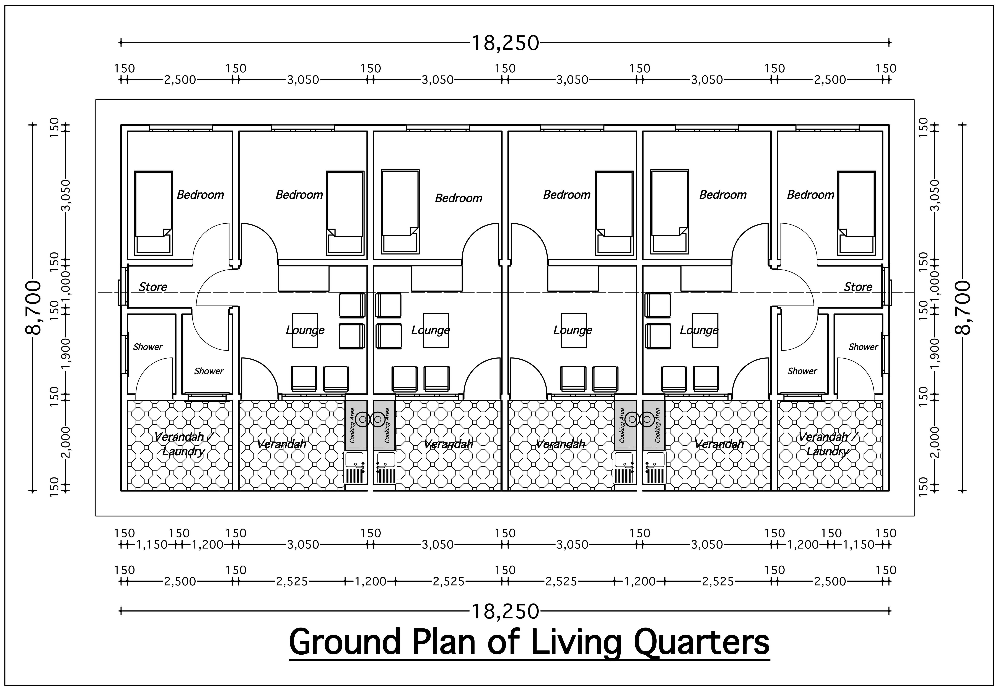 18,250
150 150 150 150 150 150 150
2,500 3,050 3,050 3,050 3,050 2,500
150 3,050 150 1,000 150 1,900 150 2,000 150
8,700
Bedroom Bedroom Bedroom Bedroom Bedroom Bedroom
Store Store
Lounge Lounge Lounge Lounge
Shower Shower
Shower Shower
Cooking Area Cooking Area Cooking Area Cooking Area
Verandah /
Laundry
Verandah Verandah Verandah Verandah
Verandah /
Laundry
150 3,050 150 1,000 150 1,900 150 2,000 150
8,700
150 150 150 150 150 150 150 150 150
1,150 1,200 3,050 3,050 3,050 3,050 1,200 1,150
150 150 150 150 150
2,500 2,525 1,200 2,525 2,525 1,200 2,525 2,500
18,250
Ground Plan of Living Quarters